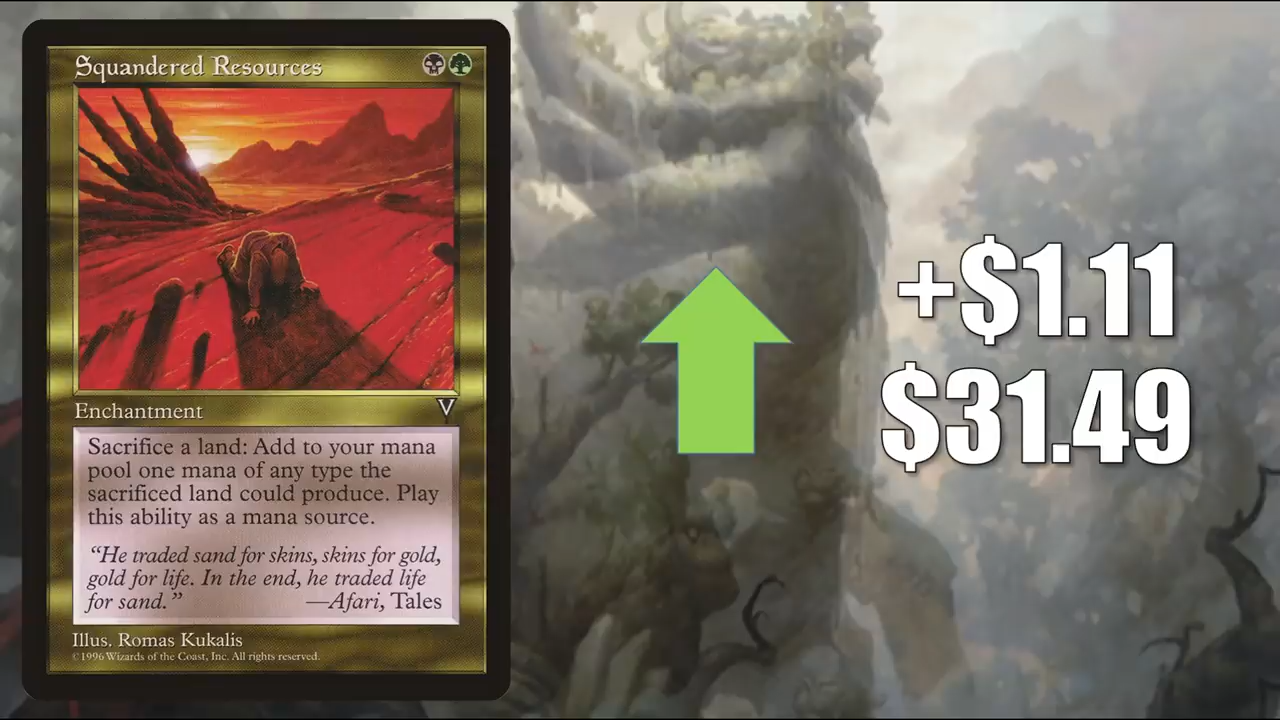 Squandered Resources
Enchantment
V
Sacrifice a land: Add to your mana
pool one mana of any type the
sacrificed land could produce. Play
this ability as a mana source.
“He traded sand for skins, skins for gold,
gold for life. In the end, he traded life
for sand.” —Afari, Tales
Illus. Romas Kukalis
©1996 Wizards of the Coast, Inc. All rights reserved.
+$1.11
$31.49